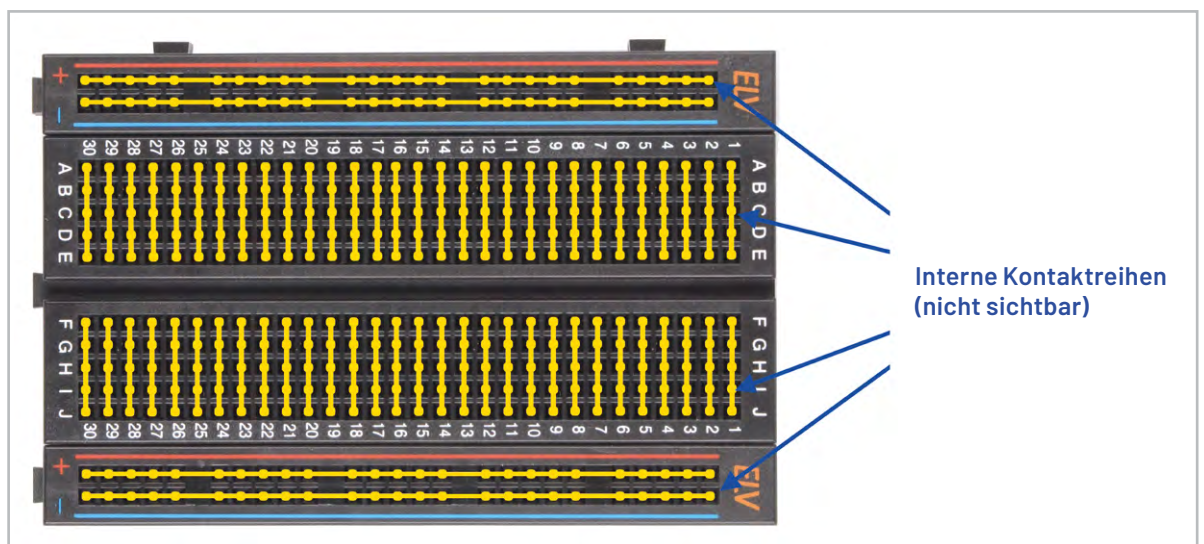 +
ELV
–
30 29 28 27 26 25 24 23 22 21 20 19 18 17 16 15 14 13 12 11 10 9 8 7 6 5 4 3 2 1
A A
B B
C C
D D
E E
Interne Kontaktreihen
(nicht sichtbar)
F F
G G
H H
I I
J J
30 29 28 27 26 25 24 23 22 21 20 19 18 17 16 15 14 13 12 11 10 9 8 7 6 5 4 3 2 1
+
ELV
–